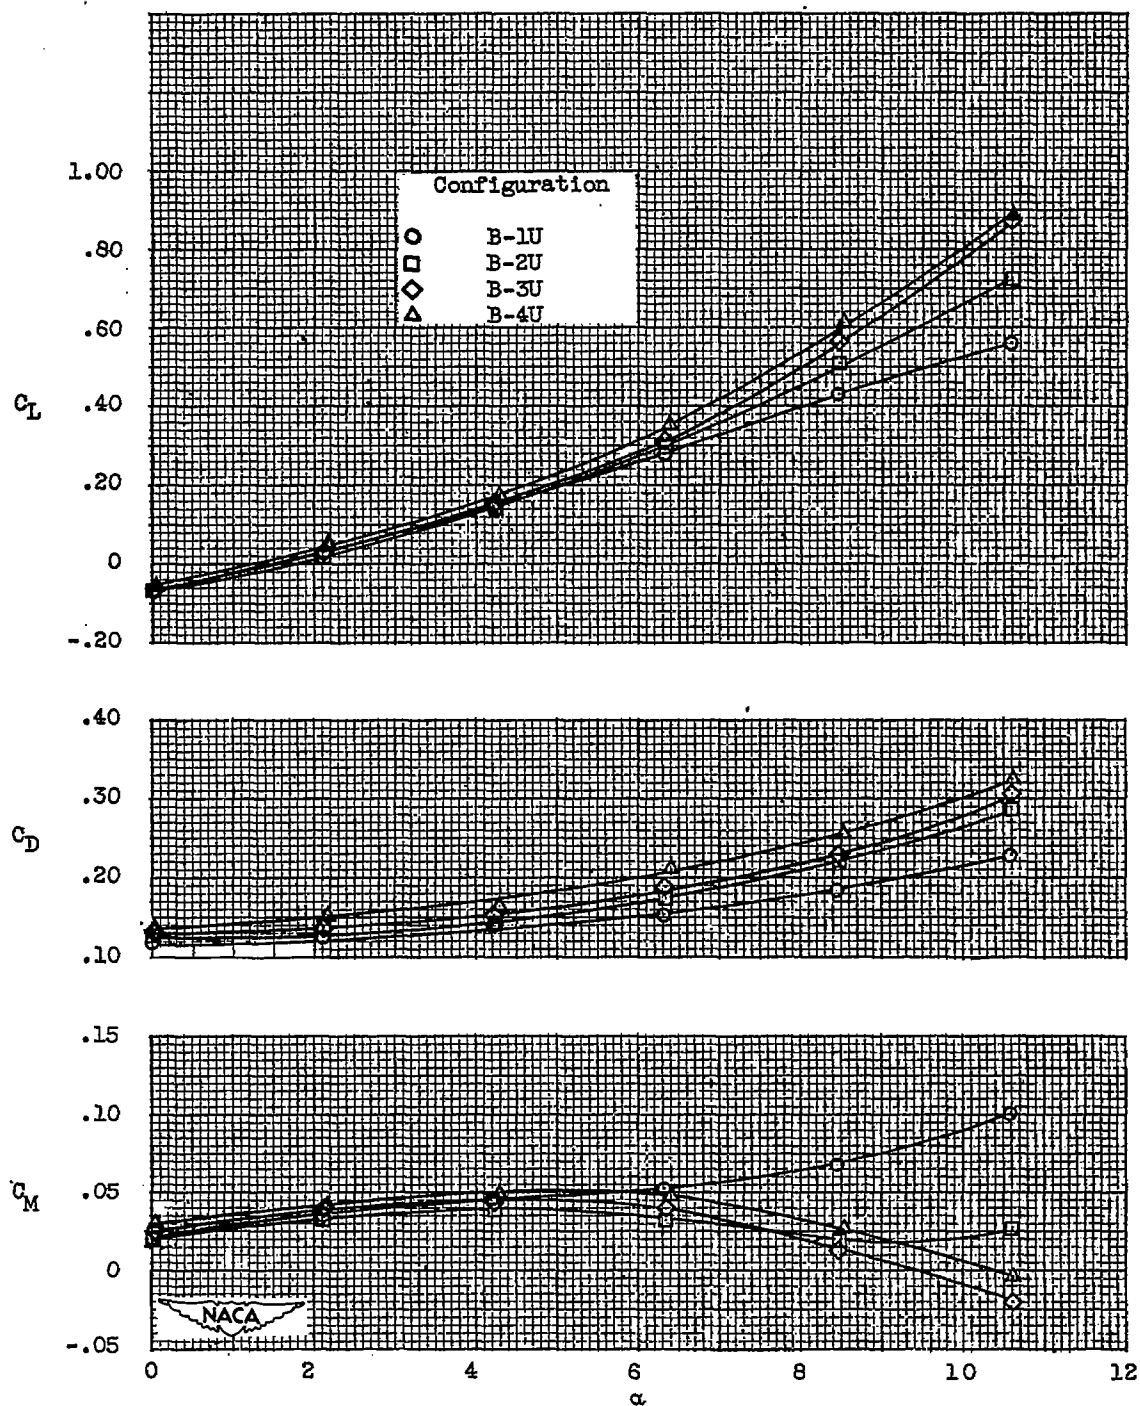 1.00
.80
.60
.40
.20
0
-.20
C_L
Configuration
B-1U
B-2U
B-3U
B-4U
.40
.30
.20
.10
C_D
.15
.10
.05
0
-.05
C_M
NACA
0 2 4 6 8 10 12
α